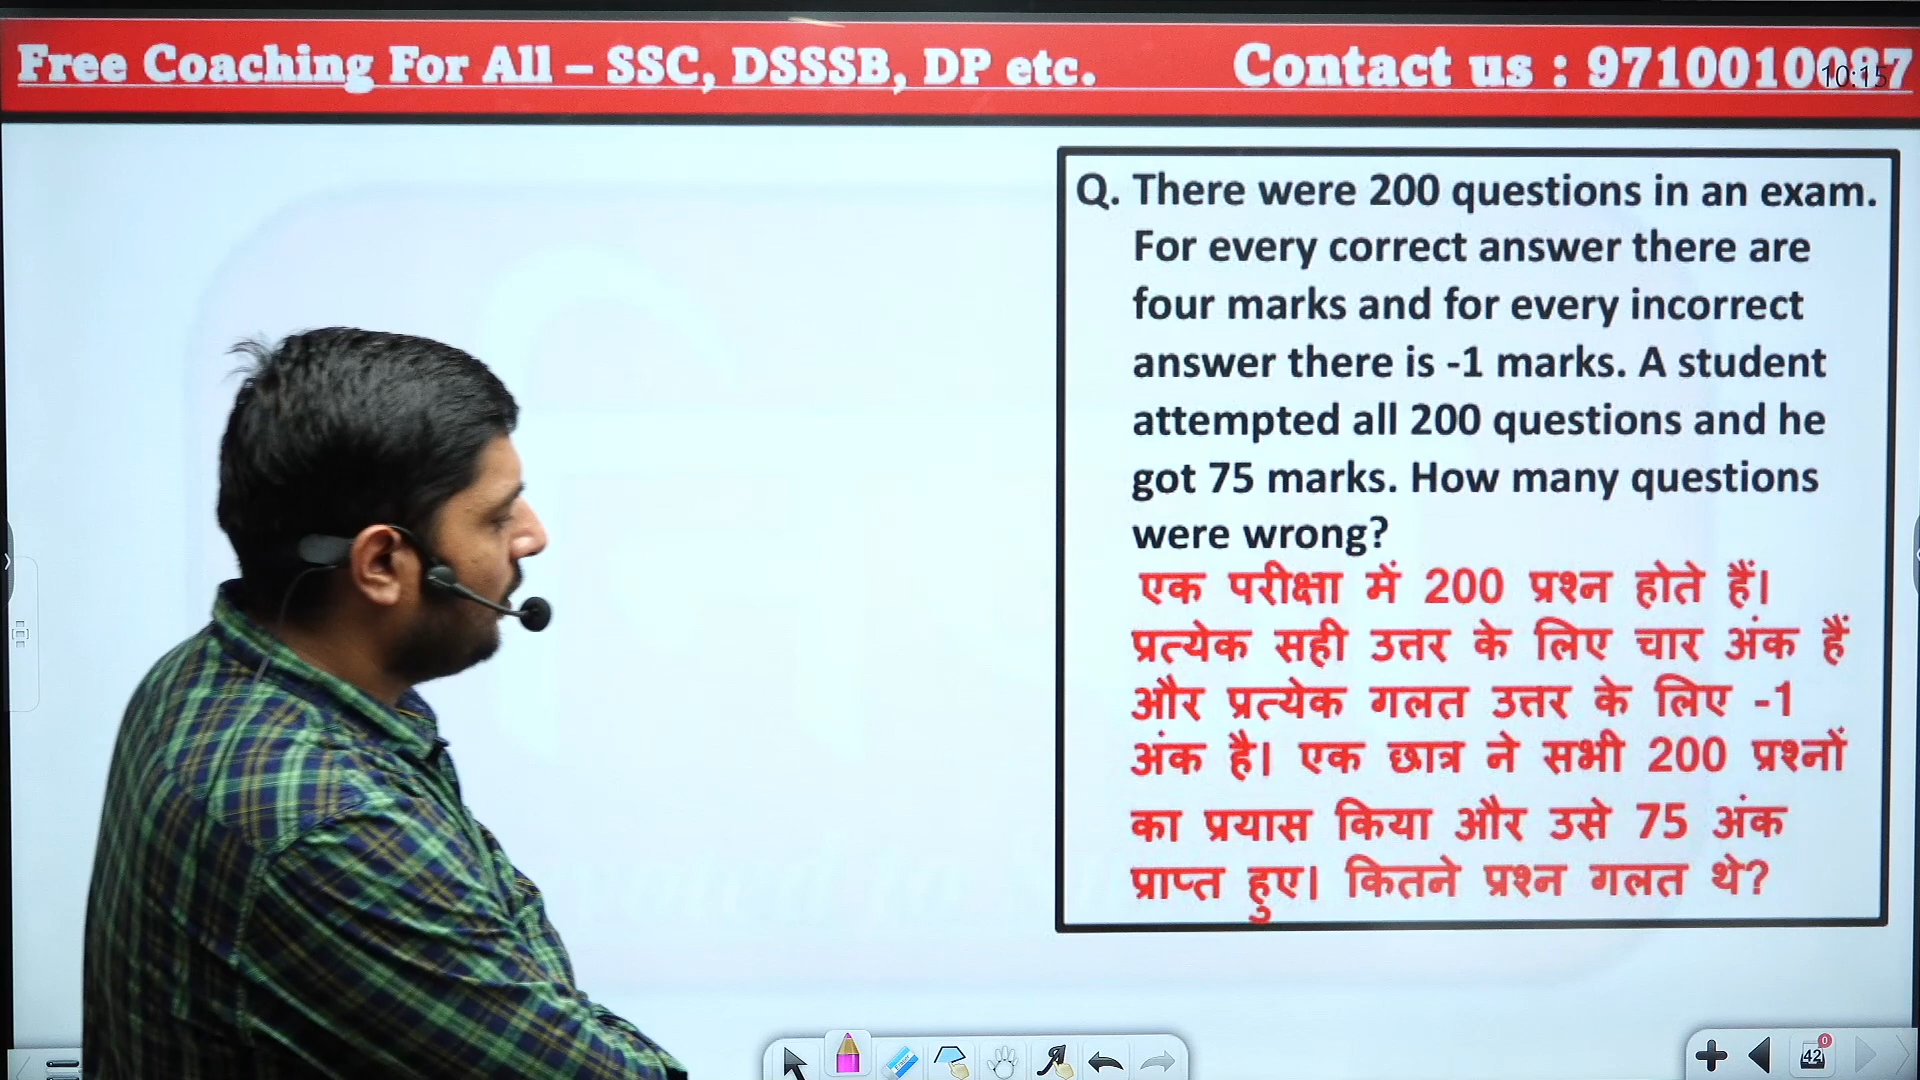 Free Coaching For All – SSC, DSSSB, DP etc. Contact us : 9710010087
10:15
Q. There were 200 questions in an exam.
For every correct answer there are
four marks and for every incorrect
answer there is -1 marks. A student
attempted all 200 questions and he
got 75 marks. How many questions
were wrong?
एक परीक्षा में 200 प्रश्न होते हैं।
प्रत्येक सही उत्तर के लिए चार अंक हैं
और प्रत्येक गलत उत्तर के लिए -1
अंक है। एक छात्र ने सभी 200 प्रश्नों
का प्रयास किया और उसे 75 अंक
प्राप्त हुए। कितने प्रश्न गलत थे?
42
0